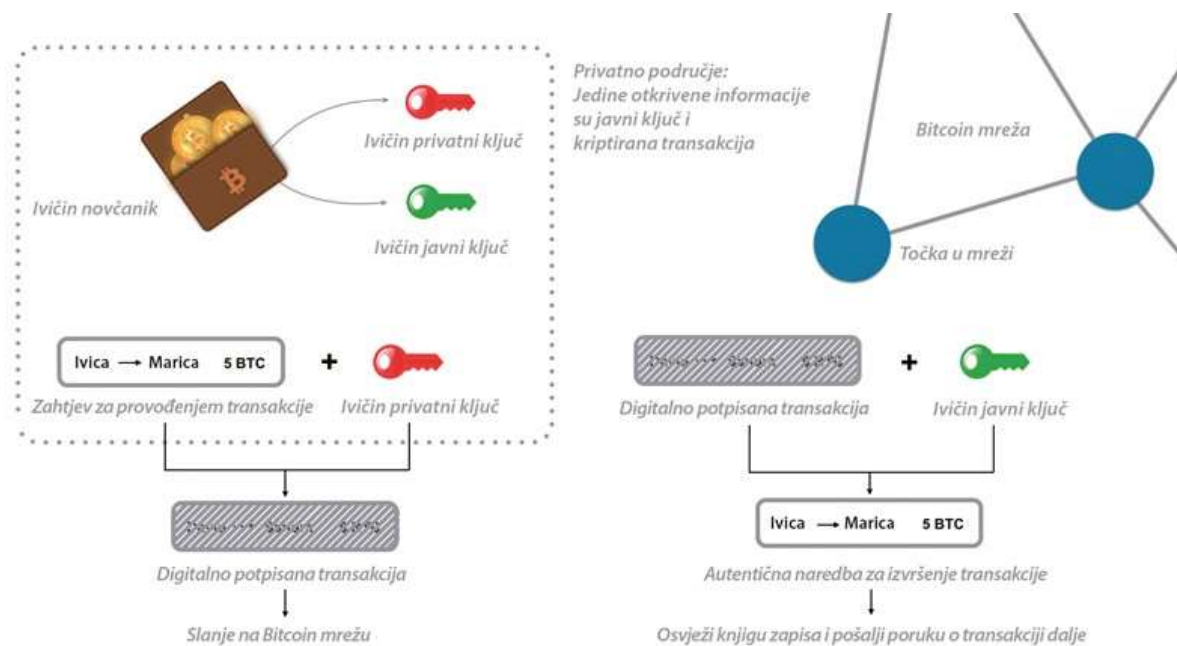 Privatno područje:
Jedine otkrivene informacije
su javni ključ i
kriptirana transakcija
Bitcoin mreža
Ivičin privatni ključ
Ivičin novčanik
Ivičin javni ključ
Točka u mreži
Ivica → Marica 5 BTC
+
+
Zahtjev za provođenjem transakcije
Ivičin privatni ključ
Digitalno potpisana transakcija
Ivičin javni ključ
Ivica → Marica 5 BTC
Digitalno potpisana transakcija
Autentična naredba za izvršenje transakcije
Slanje na Bitcoin mrežu
Osvježi knjigu zapisa i pošalji poruku o transakciji dalje